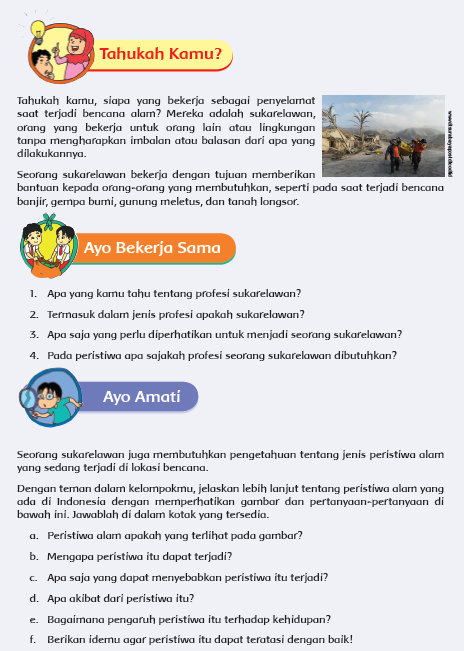 Tahukah Kamu?
Tahukah kamu, siapa yang bekerja sebagai penyelamat
saat terjadi bencana alam? Mereka adalah sukarelawan,
orang yang bekerja untuk orang lain atau lingkungan
tanpa mengharapkan imbalan atau balasan dari apa yang
dilakukannya.
Seorang sukarelawan bekerja dengan tujuan memberikan
bantuan kepada orang-orang yang membutuhkan, seperti pada saat terjadi bencana
banjir, gempa bumi, gunung meletus, dan tanah longsor.
Ayo Bekerja Sama
1. Apa yang kamu tahu tentang profesi sukarelawan?
2. Termasuk dalam jenis profesi apakah sukarelawan?
3. Apa saja yang perlu diperhatikan untuk menjadi seorang sukarelawan?
4. Pada peristiwa apa sajakah profesi seorang sukarelawan dibutuhkan?
Ayo Amati
Seorang sukarelawan juga membutuhkan pengetahuan tentang jenis peristiwa alam
yang sedang terjadi di lokasi bencana.
Dengan teman dalam kelompokmu, jelaskan lebih lanjut tentang peristiwa alam yang
ada di Indonesia dengan memperhatikan gambar dan pertanyaan-pertanyaan di
bawah ini. Jawablah di dalam kotak yang tersedia.
a. Peristiwa alam apakah yang terlihat pada gambar?
b. Mengapa peristiwa itu dapat terjadi?
c. Apa saja yang dapat menyebabkan peristiwa itu terjadi?
d. Apa akibat dari peristiwa itu?
e. Bagaimana pengaruh peristiwa itu terhadap kehidupan?
f. Berikan idemu agar peristiwa itu dapat teratasi dengan baik!